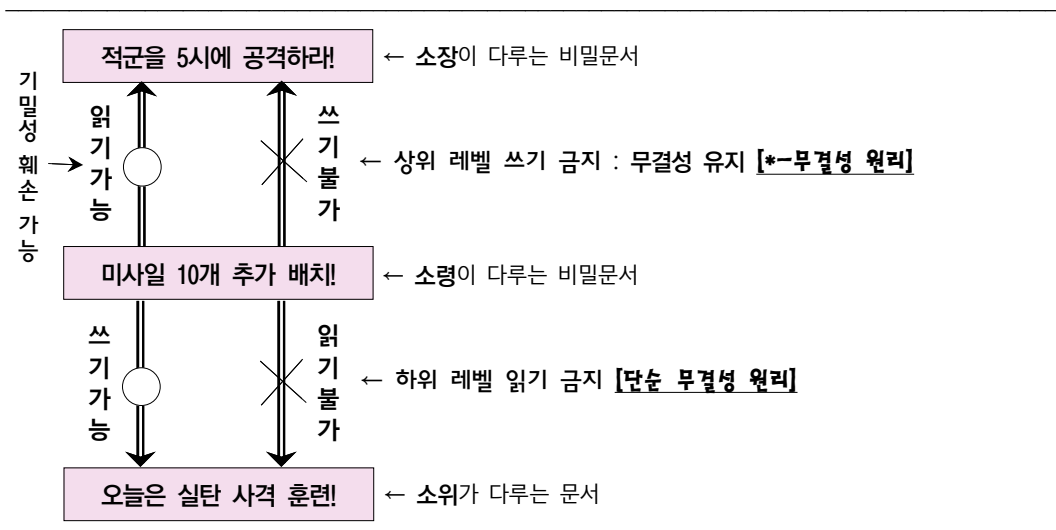 적군을 5시에 공격하라! ← 소장이 다루는 비밀문서
기밀성 훼손 가능 →
읽기가능
쓰기불가
← 상위 레벨 쓰기 금지 : 무결성 유지 [*-무결성 원리]
미사일 10개 추가 배치! ← 소령이 다루는 비밀문서
쓰기가능
읽기불가
← 하위 레벨 읽기 금지 [단순 무결성 원리]
오늘은 실탄 사격 훈련! ← 소위가 다루는 문서